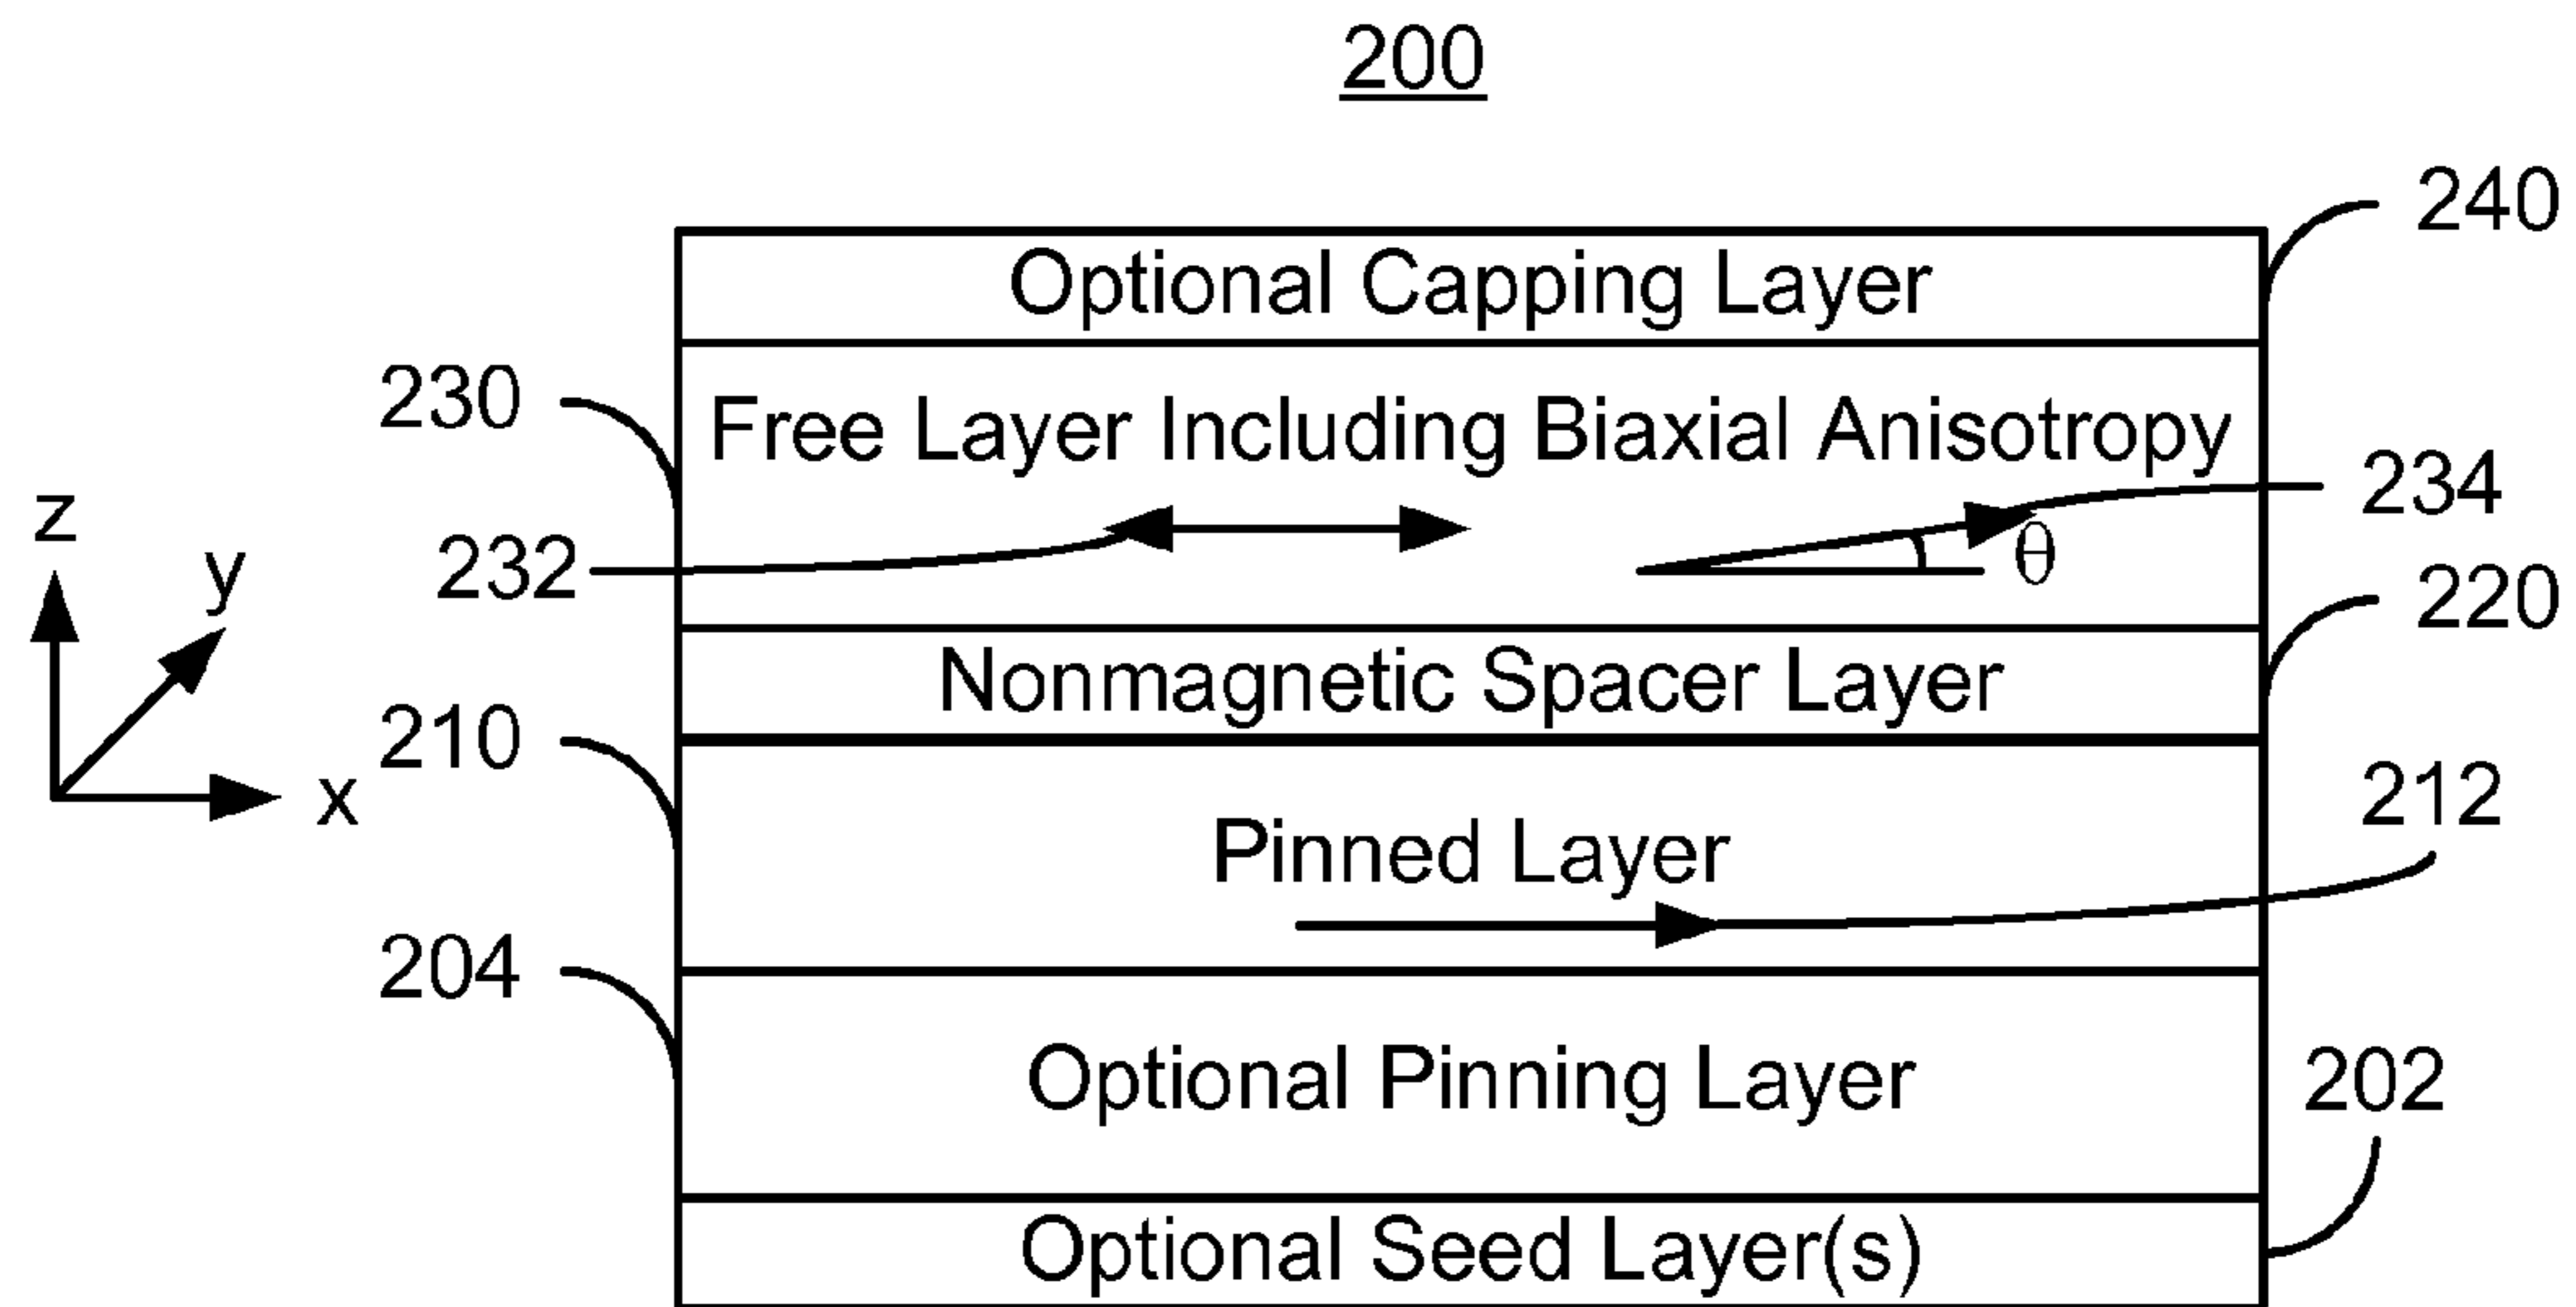 200
240
Optional Capping Layer
230
Free Layer Including Biaxial Anisotropy
234
z
y
232
θ
220
Nonmagnetic Spacer Layer
210
x
212
Pinned Layer
204
Optional Pinning Layer
202
Optional Seed Layer(s)